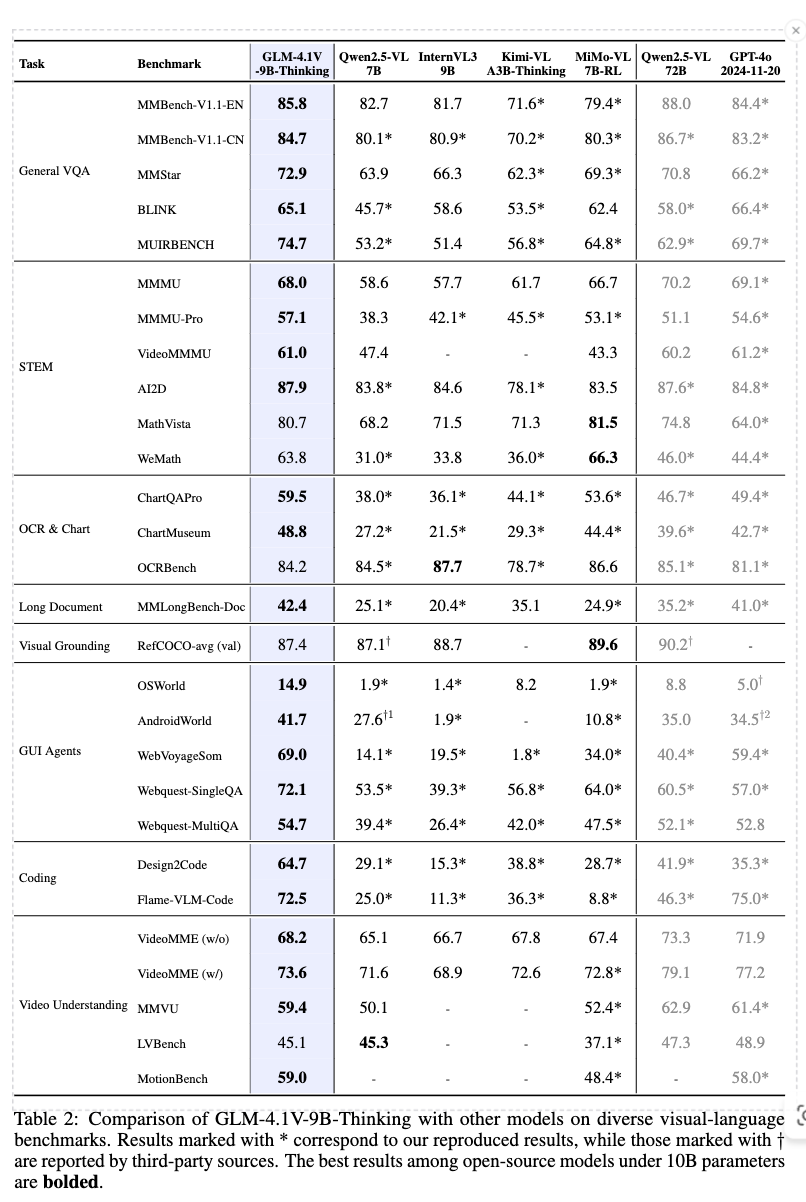 Task Benchmark GLM-4.1V -9B-Thinking Qwen2.5-VL 7B InternVL3 9B Kimi-VL A3B-Thinking MiMo-VL 7B-RL Qwen2.5-VL 72B GPT-4o 2024-11-20
General VQA
MMBench-V1.1-EN 85.8 82.7 81.7 71.6* 79.4* 88.0 84.4*
MMBench-V1.1-CN 84.7 80.1* 80.9* 70.2* 80.3* 86.7* 83.2*
MMStar 72.9 63.9 66.3 62.3* 69.3* 70.8 66.2*
BLINK 65.1 45.7* 58.6 53.5* 62.4 58.0* 66.4*
MUIRBENCH 74.7 53.2* 51.4 56.8* 64.8* 62.9* 69.7*
STEM
MMMU 68.0 58.6 57.7 61.7 66.7 70.2 69.1*
MMMU-Pro 57.1 38.3 42.1* 45.5* 53.1* 51.1 54.6*
VideoMMMU 61.0 47.4 - - 43.3 60.2 61.2*
AI2D 87.9 83.8* 84.6 78.1* 83.5 87.6* 84.8*
MathVista 80.7 68.2 71.5 71.3 81.5 74.8 64.0*
WeMath 63.8 31.0* 33.8 36.0* 66.3 46.0* 44.4*
OCR & Chart
ChartQAPro 59.5 38.0* 36.1* 44.1* 53.6* 46.7* 49.4*
ChartMuseum 48.8 27.2* 21.5* 29.3* 44.4* 39.6* 42.7*
OCRBench 84.2 84.5* 87.7 78.7* 86.6 85.1* 81.1*
Long Document MMLongBench-Doc 42.4 25.1* 20.4* 35.1 24.9* 35.2* 41.0*
Visual Grounding RefCOCO-avg (val) 87.4 87.1† 88.7 - 89.6 90.2† -
GUI Agents
OSWorld 14.9 1.9* 1.4* 8.2 1.9* 8.8 5.0†
AndroidWorld 41.7 27.6†1 1.9* - 10.8* 35.0 34.5†2
WebVoyageSom 69.0 14.1* 19.5* 1.8* 34.0* 40.4* 59.4*
Webquest-SingleQA 72.1 53.5* 39.3* 56.8* 64.0* 60.5* 57.0*
Webquest-MultiQA 54.7 39.4* 26.4* 42.0* 47.5* 52.1* 52.8
Coding
Design2Code 64.7 29.1* 15.3* 38.8* 28.7* 41.9* 35.3*
Flame-VLM-Code 72.5 25.0* 11.3* 36.3* 8.8* 46.3* 75.0*
Video Understanding
VideoMME (w/o) 68.2 65.1 66.7 67.8 67.4 73.3 71.9
VideoMME (w/) 73.6 71.6 68.9 72.6 72.8* 79.1 77.2
MMVU 59.4 50.1 - - 52.4* 62.9 61.4*
LVBench 45.1 45.3 - - 37.1* 47.3 48.9
MotionBench 59.0 - - - 48.4* - 58.0*
Table 2: Comparison of GLM-4.1V-9B-Thinking with other models on diverse visual-language
benchmarks. Results marked with * correspond to our reproduced results, while those marked with †
are reported by third-party sources. The best results among open-source models under 10B parameters
are bolded.